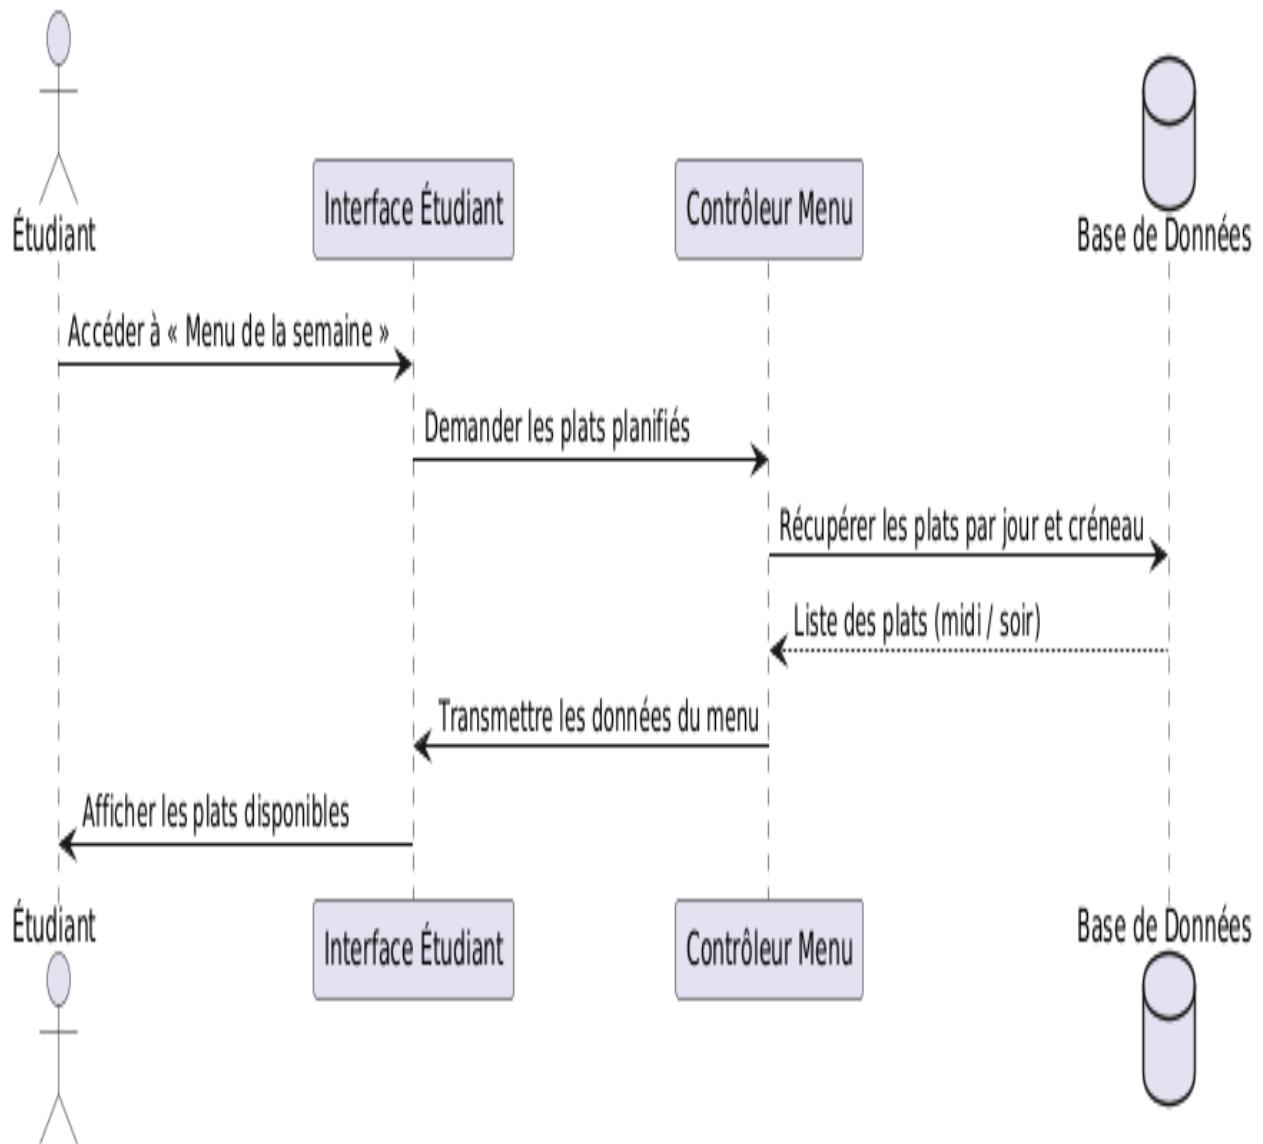 Étudiant
Interface Étudiant
Contrôleur Menu
Base de Données
Accéder à « Menu de la semaine »
Demander les plats planifiés
Récupérer les plats par jour et créneau
Liste des plats (midi / soir)
Transmettre les données du menu
Afficher les plats disponibles
Étudiant
Interface Étudiant
Contrôleur Menu
Base de Données